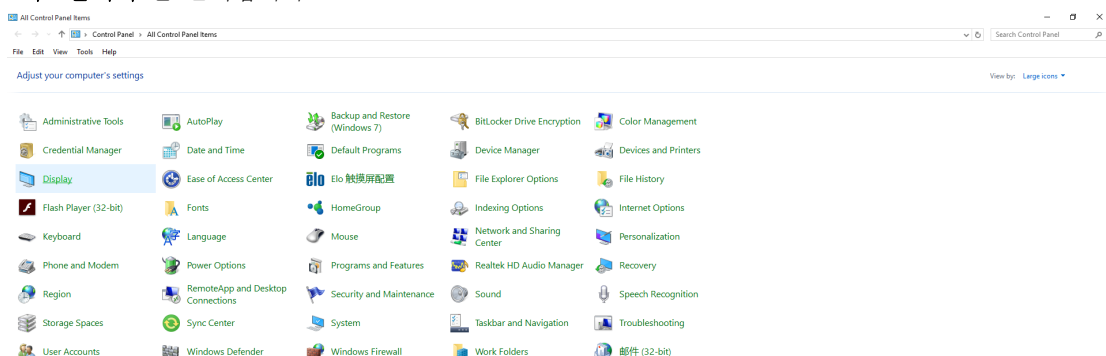 All Control Panel Items
Control Panel > All Control Panel Items
Search Control Panel
File Edit View Tools Help
Adjust your computer's settings
View by: Large icons
Administrative Tools
AutoPlay
Backup and Restore
(Windows 7)
BitLocker Drive Encryption
Color Management
Credential Manager
Date and Time
Default Programs
Device Manager
Devices and Printers
Display
Ease of Access Center
elo
Elo 触摸屏配置
File Explorer Options
File History
Flash Player (32-bit)
Fonts
HomeGroup
Indexing Options
Internet Options
Keyboard
Language
Mouse
Network and Sharing
Center
Personalization
Phone and Modem
Power Options
Programs and Features
Realtek HD Audio Manager
Recovery
Region
RemoteApp and Desktop
Connections
Security and Maintenance
Sound
Speech Recognition
Storage Spaces
Sync Center
System
Taskbar and Navigation
Troubleshooting
User Accounts
Windows Defender
Windows Firewall
Work Folders
邮件 (32-bit)